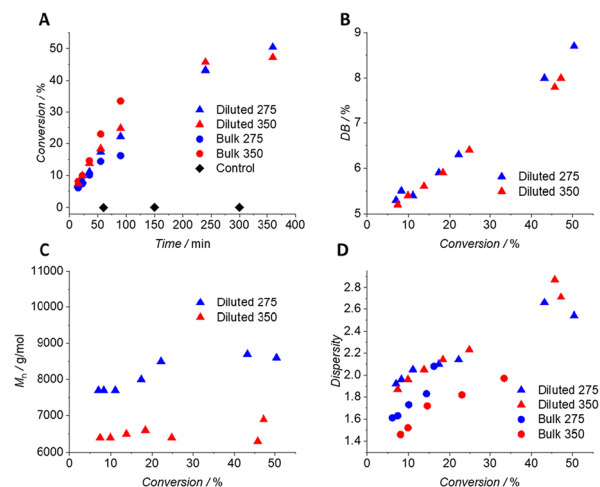 A
50
40
30
20
10
0
Conversion / %
Diluted 275
Diluted 350
Bulk 275
Bulk 350
Control
0 50 100 150 200 250 300 350 400
Time / min
B
9
8
7
6
5
DB / %
Diluted 275
Diluted 350
0 10 20 30 40 50
Conversion / %
C
11000
10000
9000
8000
7000
6000
Mn / g/mol
Diluted 275
Diluted 350
0 10 20 30 40 50
Conversion / %
D
2.8
2.6
2.4
2.2
2.0
1.8
1.6
1.4
Dispersity
Diluted 275
Diluted 350
Bulk 275
Bulk 350
0 10 20 30 40 50
Conversion / %